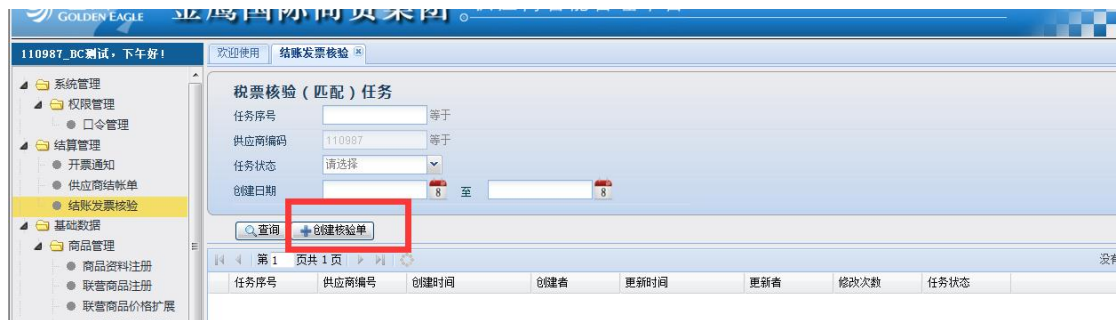 GOLDEN EAGLE 金鹰国际商贸集团
110987_BC测试，下午好！
欢迎使用 结账发票核验
系统管理
权限管理
口令管理
结算管理
开票通知
供应商结帐单
结账发票核验
基础数据
商品管理
商品资料注册
联营商品注册
联营商品价格扩展
税票核验（匹配）任务
任务序号 等于
供应商编码 110987 等于
任务状态 请选择
创建日期 8 至 8
查询 创建核验单
第 1 页共 1 页
没有
任务序号 供应商编号 创建时间 创建者 更新时间 更新者 修改次数 任务状态